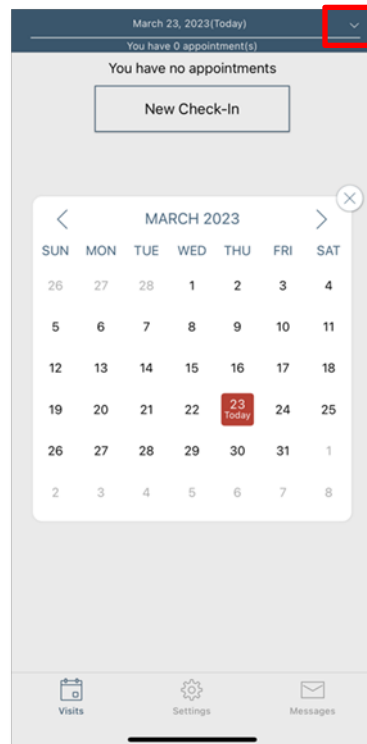 March 23, 2023(Today)
You have 0 appointment(s)
You have no appointments
New Check-In
MARCH 2023
SUN MON TUE WED THU FRI SAT
26 27 28 1 2 3 4
5 6 7 8 9 10 11
12 13 14 15 16 17 18
19 20 21 22 23 24 25
Today
26 27 28 29 30 31 1
2 3 4 5 6 7 8
Visits Settings Messages